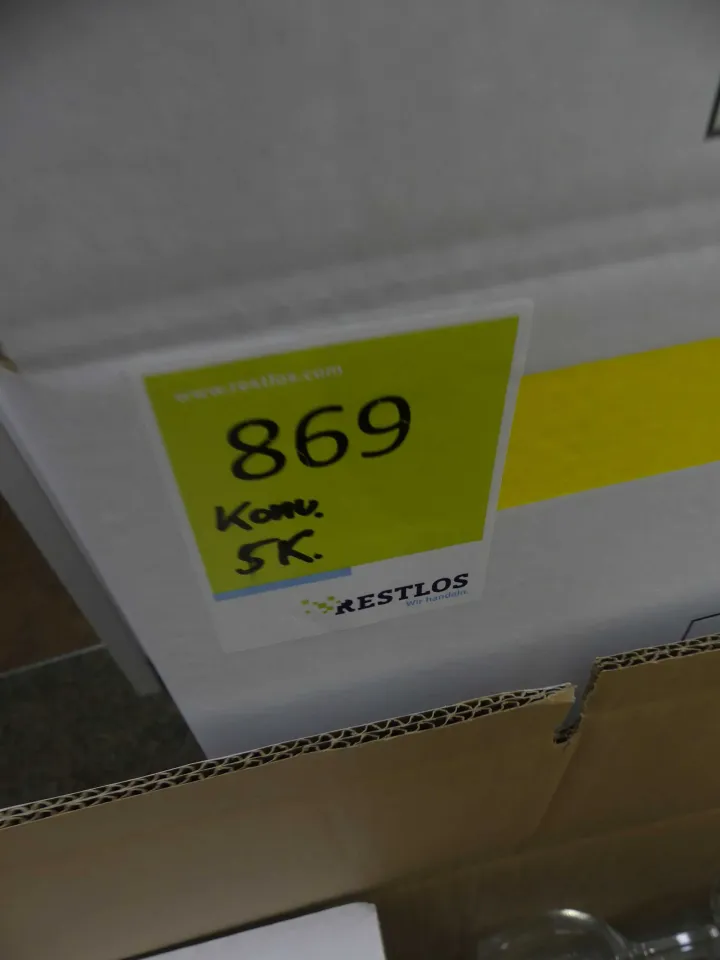 www.restlos.com
869
Konv.
5K.
RESTLOS
Wir handeln.